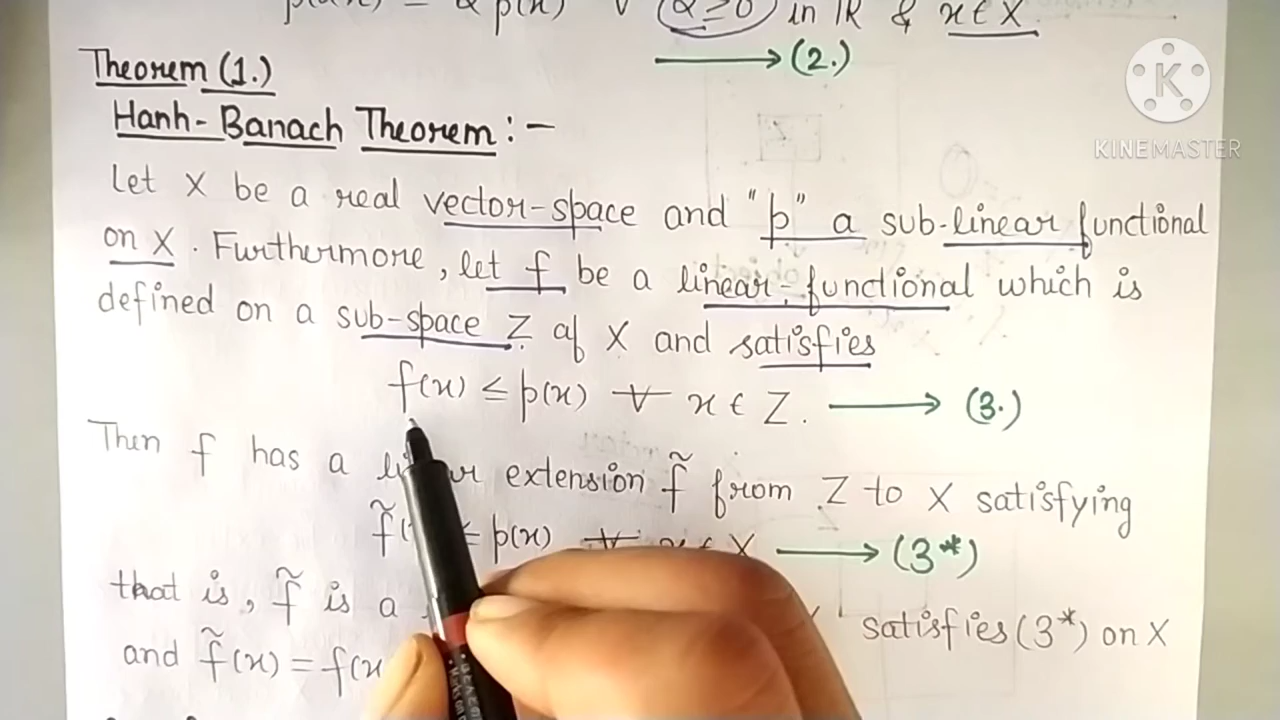 p(αx) = α p(x) ∀ α ≥ 0 in IR & x ∈ X
→ (2.)
Theorem (1.)
Hanh-Banach Theorem :-
Let X be a real vector-space and "p" a sub-linear functional
on X. Furthermore, let f be a linear-functional which is
defined on a sub-space Z of X and satisfies
f(x) ≤ p(x) ∀ x ∈ Z. → (3.)
Then f has a extension f̃ from Z to X satisfying
≤ p(x) ∀ x ∈ X → (3*)
that is, f̃ is a satisfies (3*) on X
and f̃(x) = f(x
K
KINEMASTER